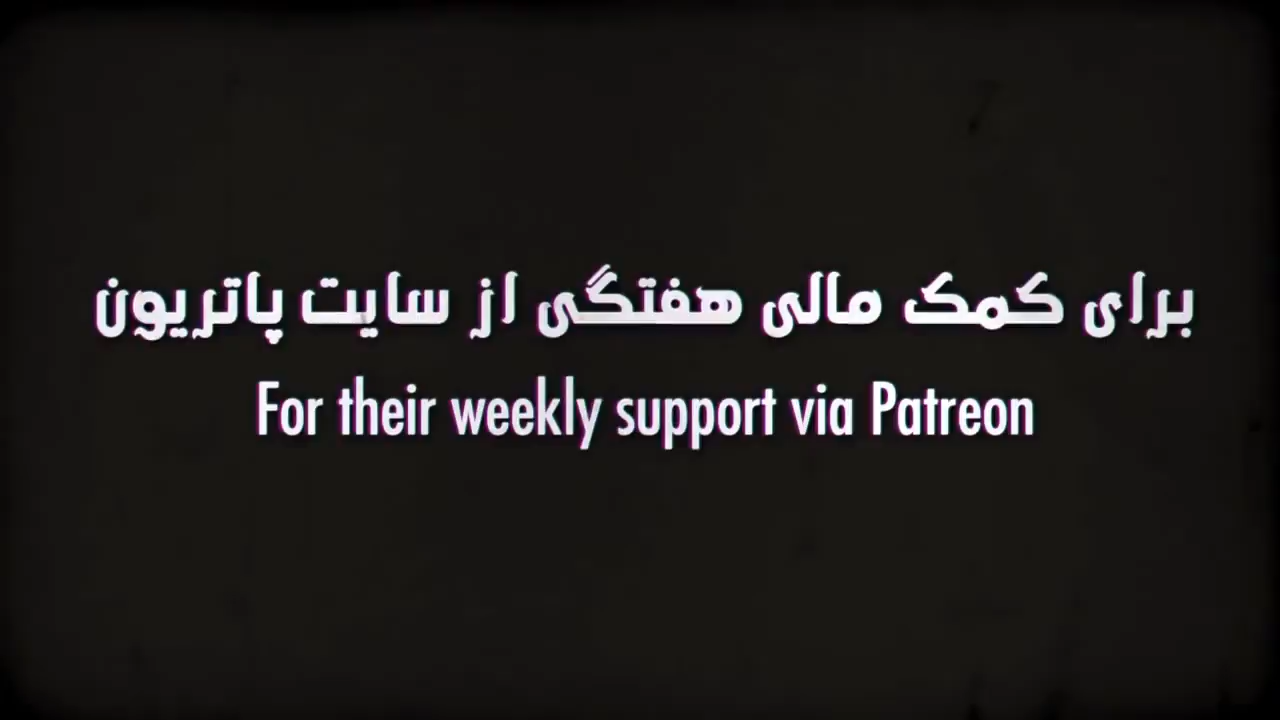 برای کمک مالی هفتگی از سایت پاتریون
For their weekly support via Patreon